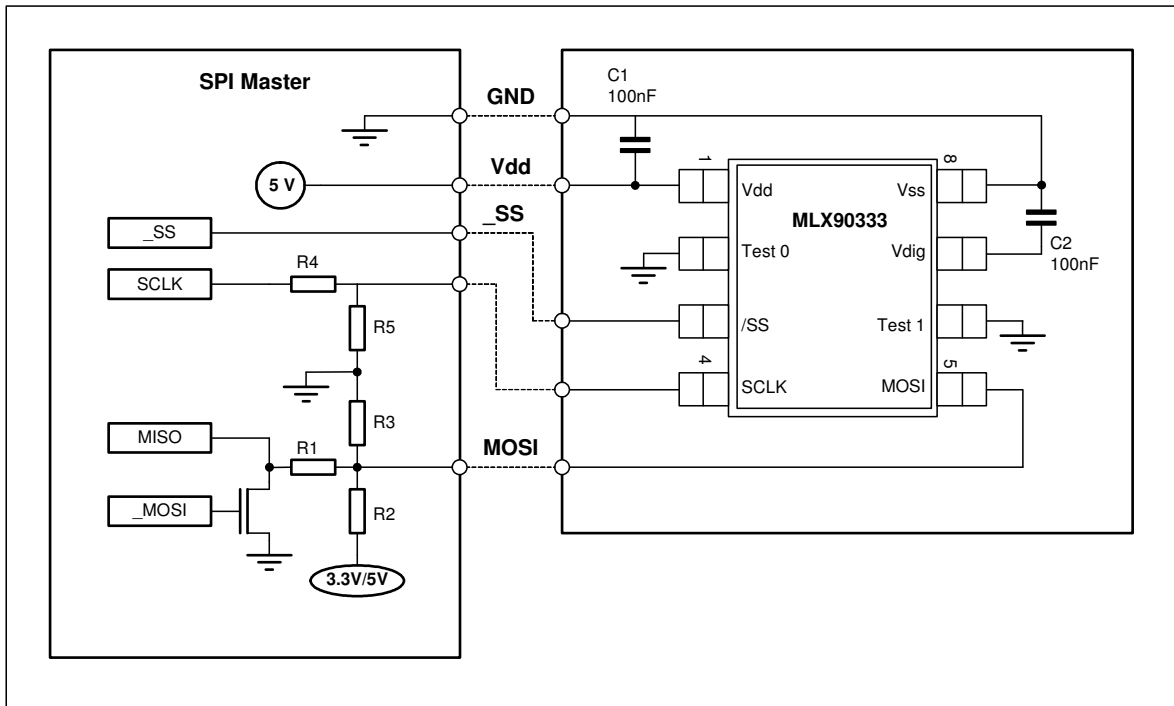 SPI Master
GND
Vdd
_SS
MOSI
5 V
_SS
SCLK
R4
R5
R3
MISO
R1
_MOSI
R2
3.3V/5V
C1
100nF
1
Vdd
Test 0
/SS
4
SCLK
MLX90333
8
Vss
Vdig
Test 1
5
MOSI
C2
100nF